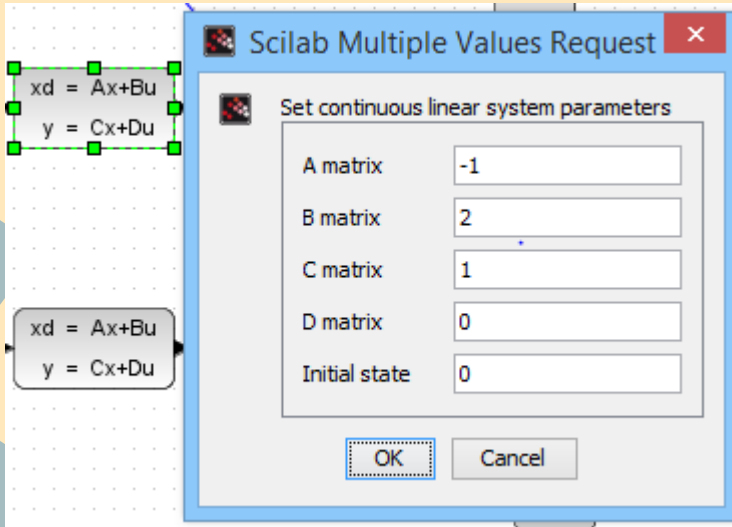 Scilab Multiple Values Request
xd = Ax+Bu
y = Cx+Du
Set continuous linear system parameters
A matrix -1
B matrix 2
C matrix 1
D matrix 0
Initial state 0
xd = Ax+Bu
y = Cx+Du
OK Cancel